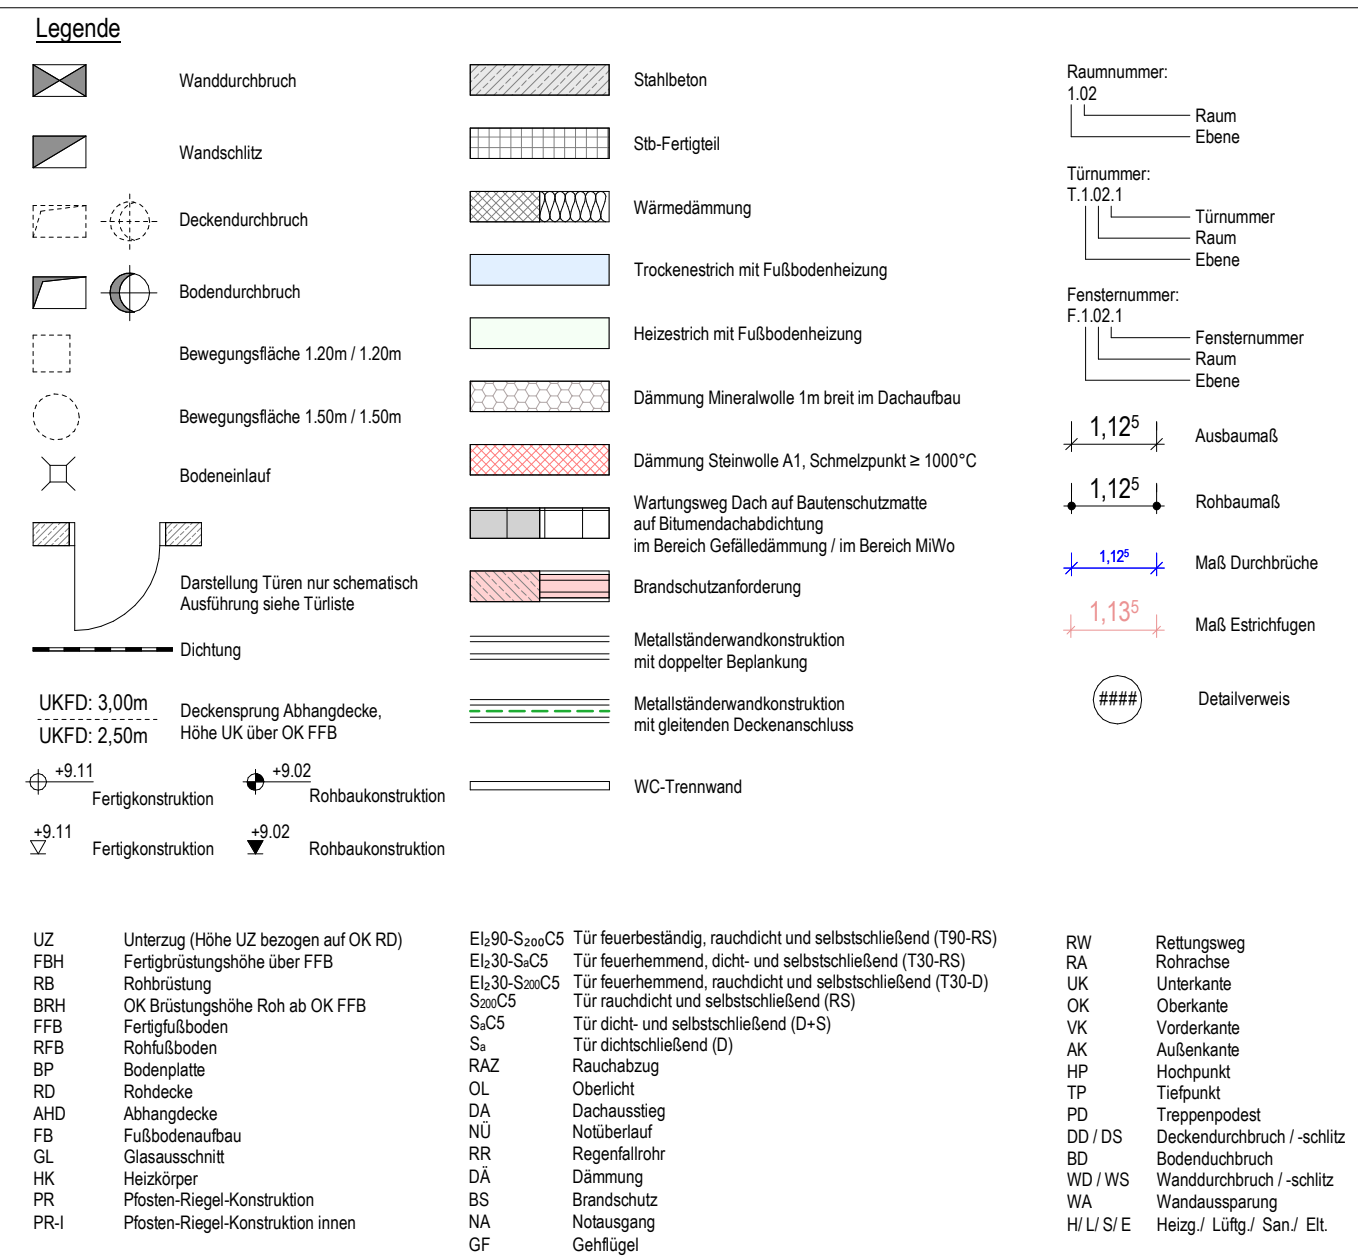 Legende
Wanddurchbruch
Wandschlitz
Deckendurchbruch
Bodendurchbruch
Bewegungsfläche 1.20m / 1.20m
Bewegungsfläche 1.50m / 1.50m
Bodeneinlauf
Darstellung Türen nur schematisch
Ausführung siehe Türliste
Dichtung
UKFD: 3,00m
UKFD: 2,50m
Deckensprung Abhangdecke,
Höhe UK über OK FFB
+9.11
Fertigkonstruktion
+9.02
Rohbaukonstruktion
+9.11
Fertigkonstruktion
+9.02
Rohbaukonstruktion
Stahlbeton
Stb-Fertigteil
Wärmedämmung
Trockenestrich mit Fußbodenheizung
Heizestrich mit Fußbodenheizung
Dämmung Mineralwolle 1m breit im Dachaufbau
Dämmung Steinwolle A1, Schmelzpunkt ≥ 1000°C
Wartungsweg Dach auf Bautenschutzmatte
auf Bitumendachabdichtung
im Bereich Gefälledämmung / im Bereich MiWo
Brandschutzanforderung
Metallständerwandkonstruktion
mit doppelter Beplankung
Metallständerwandkonstruktion
mit gleitenden Deckenanschluss
WC-Trennwand
Raumnummer:
1.02
Raum
Ebene
Türnummer:
T.1.02.1
Türnummer
Raum
Ebene
Fensternummer:
F.1.02.1
Fensternummer
Raum
Ebene
1,12⁵ Ausbaumaß
1,12⁵ Rohbaumaß
1,12⁵ Maß Durchbrüche
1,13⁵ Maß Estrichfugen
#### Detailverweis
UZ Unterzug (Höhe UZ bezogen auf OK RD)
FBH Fertigbrüstungshöhe über FFB
RB Rohbrüstung
BRH OK Brüstungshöhe Roh ab OK FFB
FFB Fertigfußboden
RFB Rohfußboden
BP Bodenplatte
RD Rohdecke
AHD Abhangdecke
FB Fußbodenaufbau
GL Glasausschnitt
HK Heizkörper
PR Pfosten-Riegel-Konstruktion
PR-I Pfosten-Riegel-Konstruktion innen
EI₂90-S₂₀₀C5 Tür feuerbeständig, rauchdicht und selbstschließend (T90-RS)
EI₂30-SₐC5 Tür feuerhemmend, dicht- und selbstschließend (T30-RS)
EI₂30-S₂₀₀C5 Tür feuerhemmend, rauchdicht und selbstschließend (T30-D)
S₂₀₀C5 Tür rauchdicht und selbstschließend (RS)
SₐC5 Tür dicht- und selbstschließend (D+S)
Sₐ Tür dichtschließend (D)
RAZ Rauchabzug
OL Oberlicht
DA Dachausstieg
NÜ Notüberlauf
RR Regenfallrohr
DÄ Dämmung
BS Brandschutz
NA Notausgang
GF Gehflügel
RW Rettungsweg
RA Rohrachse
UK Unterkante
OK Oberkante
VK Vorderkante
AK Außenkante
HP Hochpunkt
TP Tiefpunkt
PD Treppenpodest
DD / DS Deckendurchbruch / -schlitz
BD Bodenduchbruch
WD / WS Wanddurchbruch / -schlitz
WA Wandaussparung
H/ L/ S/ E Heizg./ Lüftg./ San./ Elt.